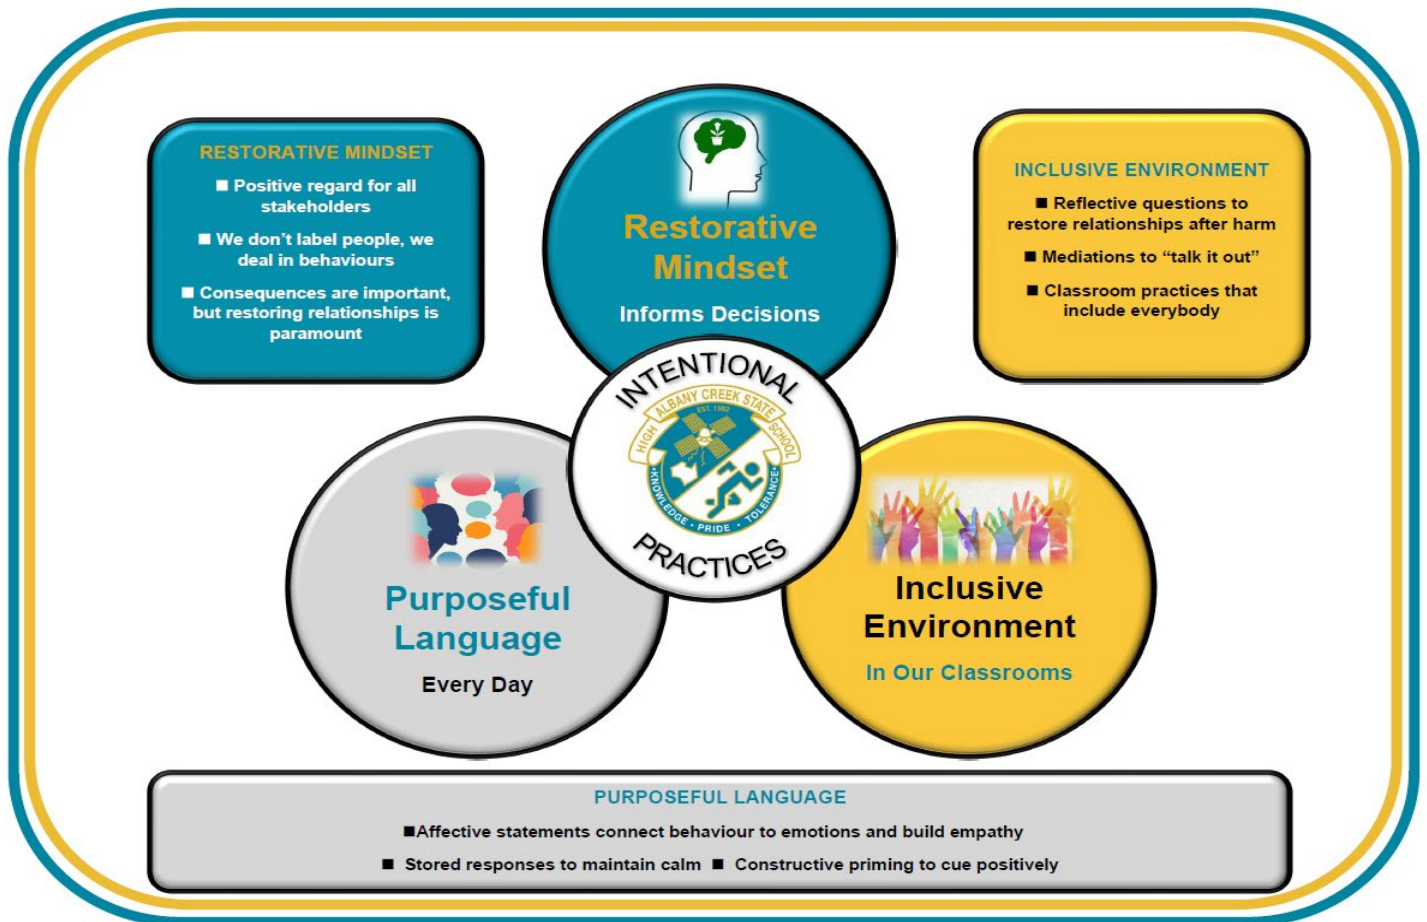 RESTORATIVE MINDSET
■ Positive regard for all
stakeholders
■ We don't label people, we
deal in behaviours
■ Consequences are important,
but restoring relationships is
paramount
Restorative
Mindset
Informs Decisions
INCLUSIVE ENVIRONMENT
■ Reflective questions to
restore relationships after harm
■ Mediations to “talk it out”
■ Classroom practices that
include everybody
INTENTIONAL
HIGH ALBANY CREEK STATE SCHOOL
EST. 1982
•KNOWLEDGE • PRIDE • TOLERANCE•
PRACTICES
Purposeful
Language
Every Day
Inclusive
Environment
In Our Classrooms
PURPOSEFUL LANGUAGE
■Affective statements connect behaviour to emotions and build empathy
■ Stored responses to maintain calm ■ Constructive priming to cue positively